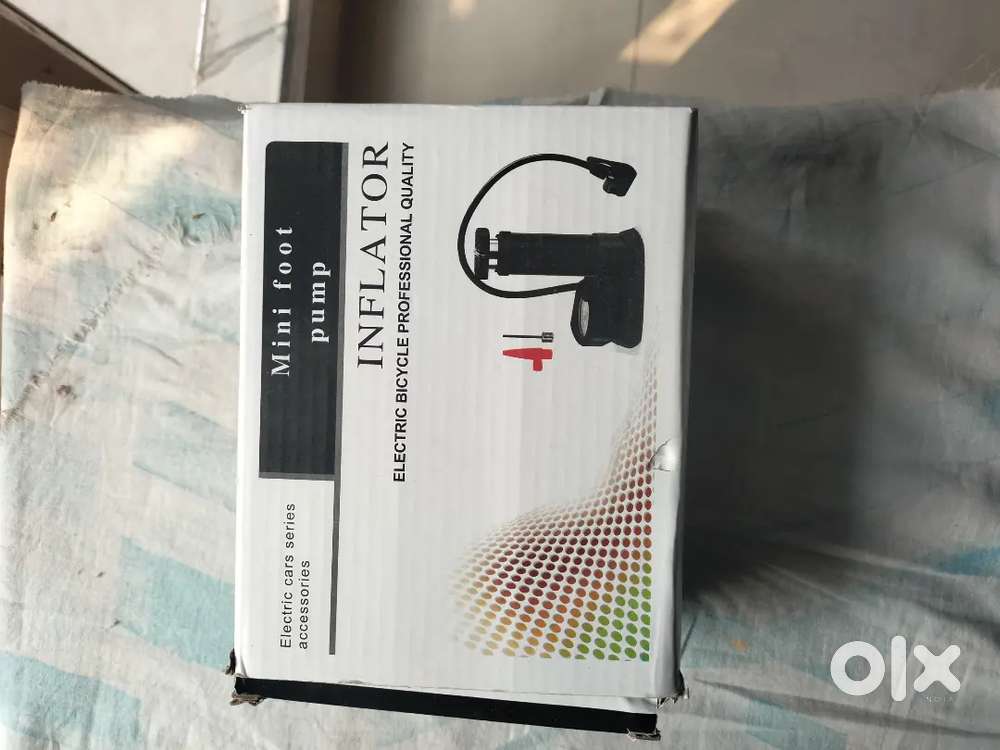 Electric cars series
accessories
Mini foot
pump
INFLATOR
ELECTRIC BICYCLE PROFESSIONAL QUALITY
olx